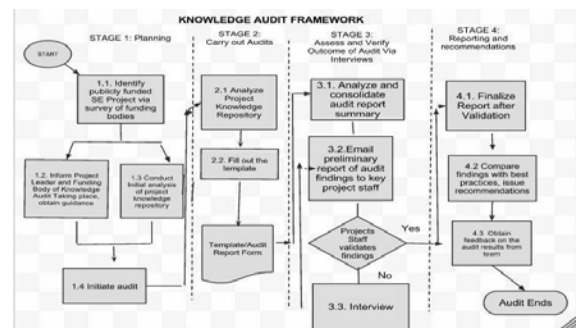 KNOWLEDGE AUDIT FRAMEWORK
STAGE 1: Planning
START
1.1. Identify
publicly funded
SE Project via
survey of funding
bodies
1.2. Inform Project
Leader and Funding
Body of Knowledge
Audit Taking place,
obtain guidance
1.3 Conduct
Initial analysis of
project knowledge
repository
1.4 Initiate audit
STAGE 2:
Carry out Audits
2.1 Analyze
Project
Knowledge
Repository
2.2. Fill out the
template
Template/Audit
Report Form
STAGE 3:
Assess and Verify
Outcome of Audit Via
Interviews
3.1. Analyze and
consolidate
audit report
summary
3.2.Email
preliminary
report of audit
findings to key
project staff
Projects
Staff
validates
findings
Yes
No
3.3. Interview
STAGE 4:
Reporting and
recommendations
4.1. Finalize
Report after
Validation
4.2 Compare
findings with best
practices, issue
recommendations
4.3 Obtain
feedback on the
audit results from
team
Audit Ends